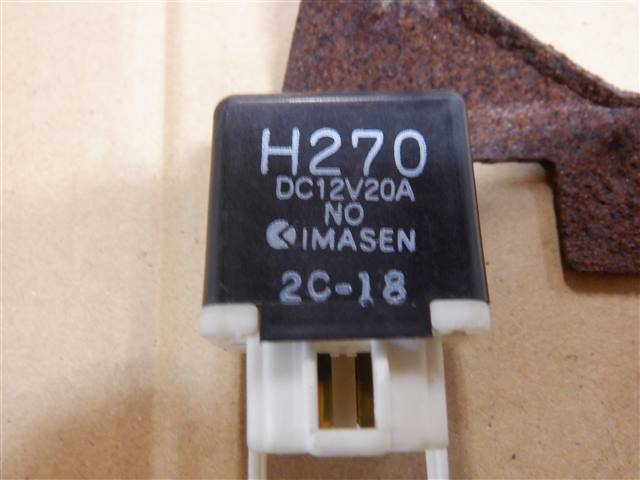 H270
DC12V20A
NO
IMASEN
2C-18